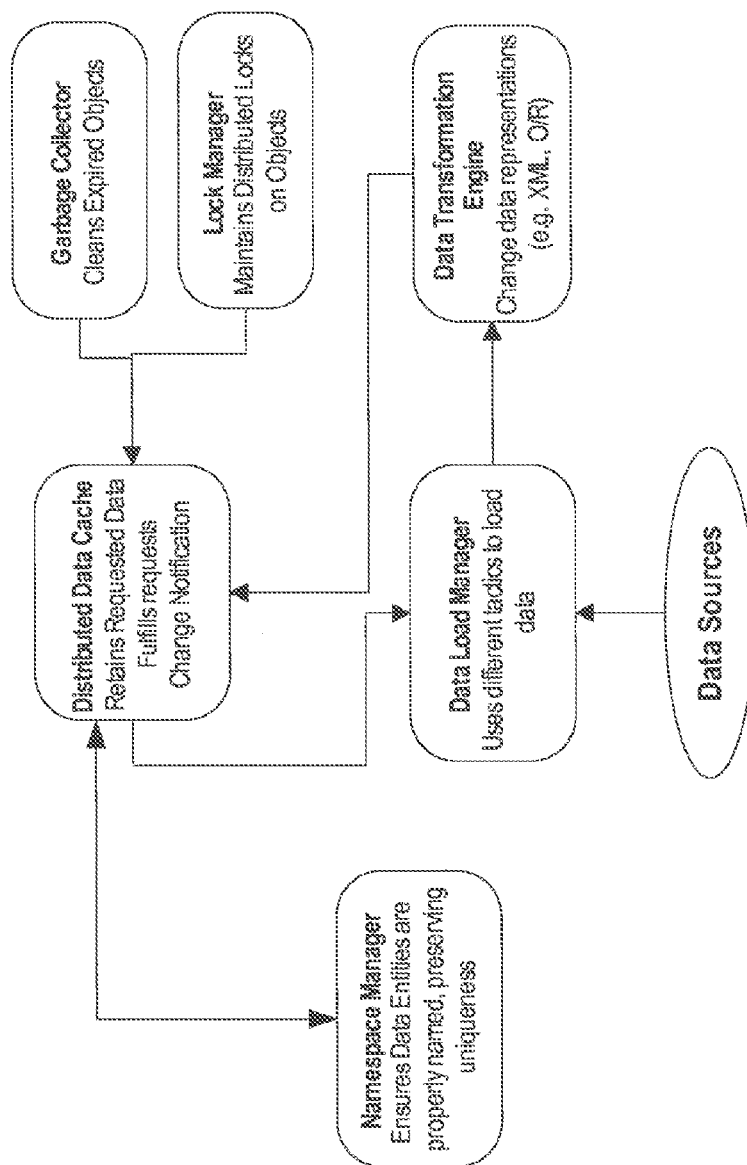 Garbage Collector
Cleans Expired Objects
Lock Manager
Maintains Distributed Locks
on Objects
Distributed Data Cache
Retains Requested Data
Fulfills requests
Change Notification
Data Transformation
Engine
Change data representations
(e.g. XML, O/R)
Data Load Manager
Uses different tactics to load
data
Namespace Manager
Ensures Data Entities are
properly named, preserving
uniqueness
Data Sources